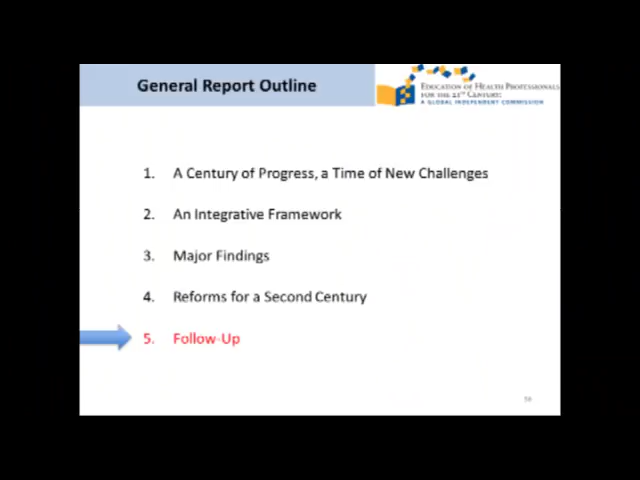 General Report Outline
EDUCATION OF HEALTH PROFESSIONALS
FOR THE 21ST CENTURY:
A GLOBAL INDEPENDENT COMMISSION
1. A Century of Progress, a Time of New Challenges
2. An Integrative Framework
3. Major Findings
4. Reforms for a Second Century
5. Follow-Up